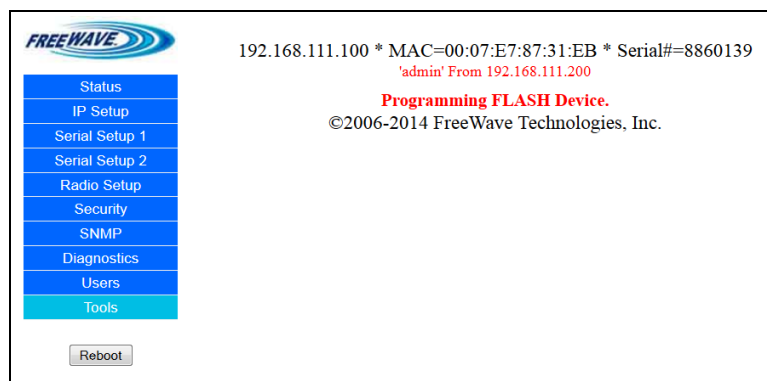 FREEWAVE
192.168.111.100 * MAC=00:07:E7:87:31:EB * Serial#=8860139
'admin' From 192.168.111.200
Programming FLASH Device.
©2006-2014 FreeWave Technologies, Inc.
Status
IP Setup
Serial Setup 1
Serial Setup 2
Radio Setup
Security
SNMP
Diagnostics
Users
Tools
Reboot